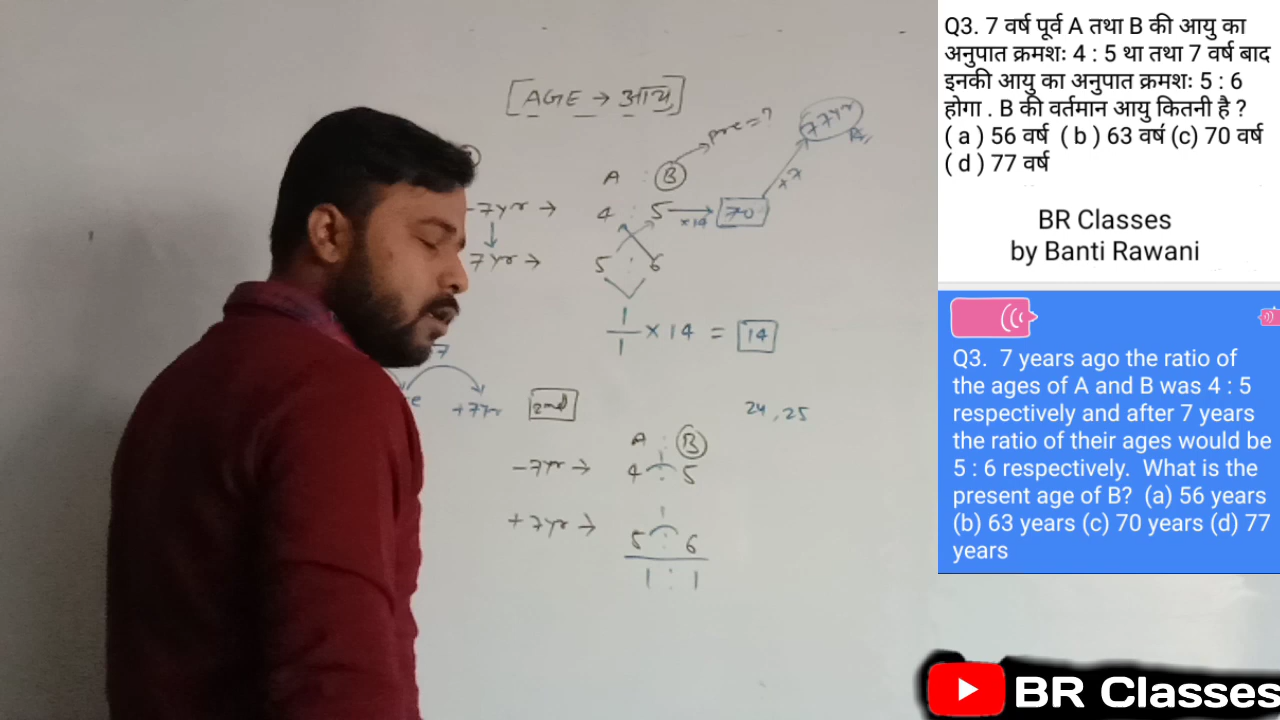 [AGE → आयु]
Pre = ?
77yr
A : B
-7yr → 4 : 5 ×14 → 70
7yr → 5 : 6
1/1 × 14 = 14
7
+7yr
2nd
24, 25
A : B
-7yr → 4 : 5
1
+7yr → 5 : 6
1
1 : 1
Q3. 7 वर्ष पूर्व A तथा B की आयु का
अनुपात क्रमशः 4 : 5 था तथा 7 वर्ष बाद
इनकी आयु का अनुपात क्रमशः 5 : 6
होगा . B की वर्तमान आयु कितनी है ?
( a ) 56 वर्ष ( b ) 63 वर्ष (c) 70 वर्ष
( d ) 77 वर्ष
BR Classes
by Banti Rawani
Q3. 7 years ago the ratio of
the ages of A and B was 4 : 5
respectively and after 7 years
the ratio of their ages would be
5 : 6 respectively. What is the
present age of B? (a) 56 years
(b) 63 years (c) 70 years (d) 77
years
BR Classes